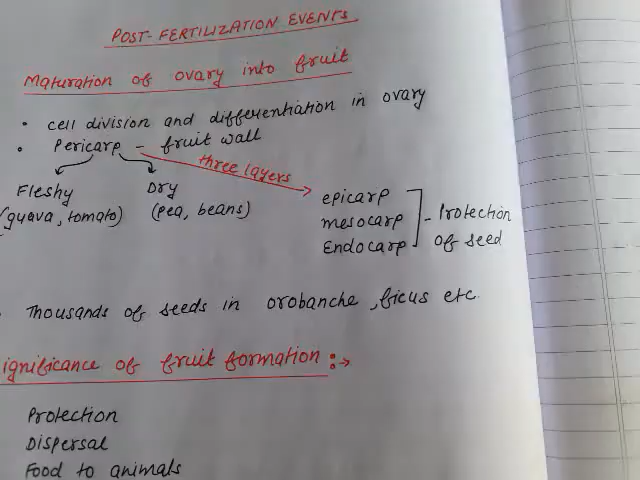 POST-FERTILIZATION EVENTS
Maturation of ovary into fruit
• cell division and differentiation in ovary
• Pericarp - fruit wall
three layers
Fleshy Dry
(guava, tomato) (pea, beans)
epicarp
mesocarp
Endocarp
- Protection
of seed
Thousands of seeds in orobanche, ficus etc.
ignificance of fruit formation :→
Protection
Dispersal
Food to animals